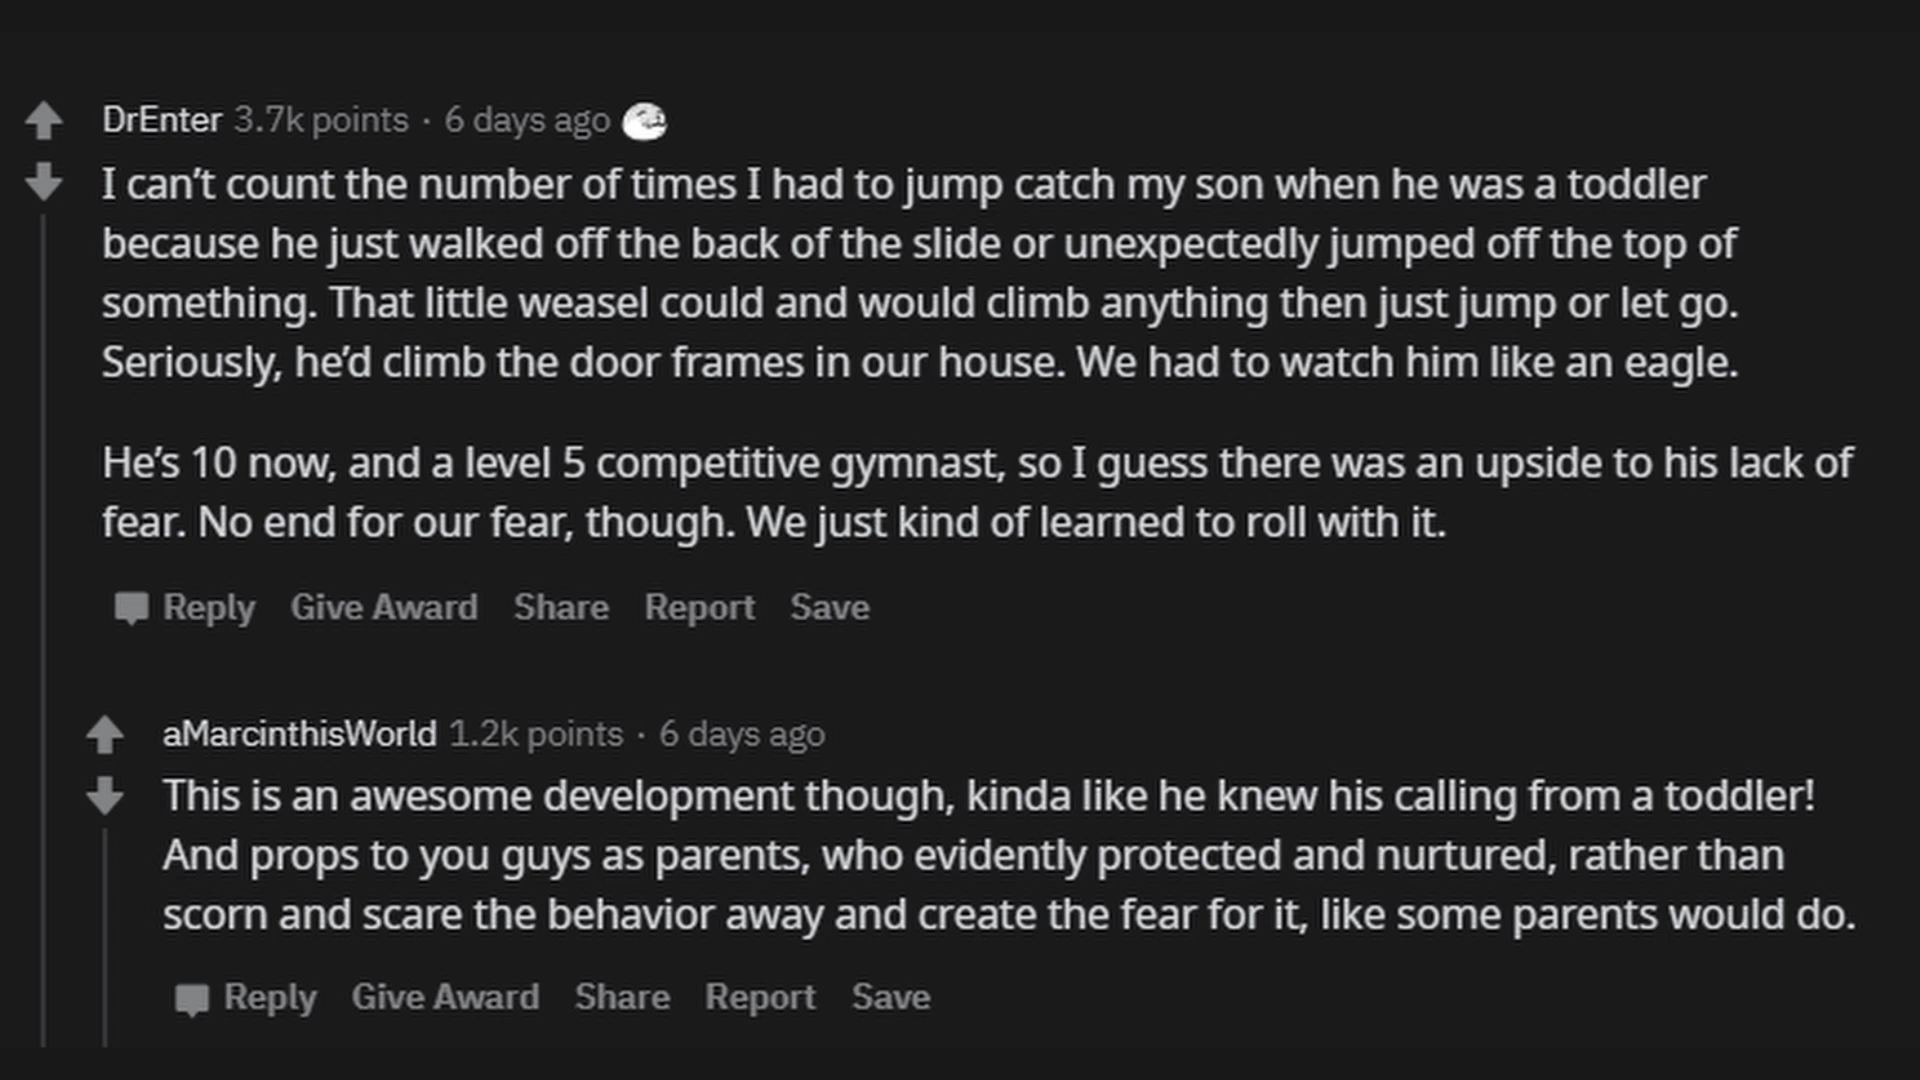 DrEnter 3.7k points · 6 days ago
I can’t count the number of times I had to jump catch my son when he was a toddler
because he just walked off the back of the slide or unexpectedly jumped off the top of
something. That little weasel could and would climb anything then just jump or let go.
Seriously, he’d climb the door frames in our house. We had to watch him like an eagle.
He’s 10 now, and a level 5 competitive gymnast, so I guess there was an upside to his lack of
fear. No end for our fear, though. We just kind of learned to roll with it.
Reply Give Award Share Report Save
aMarcinthisWorld 1.2k points · 6 days ago
This is an awesome development though, kinda like he knew his calling from a toddler!
And props to you guys as parents, who evidently protected and nurtured, rather than
scorn and scare the behavior away and create the fear for it, like some parents would do.
Reply Give Award Share Report Save